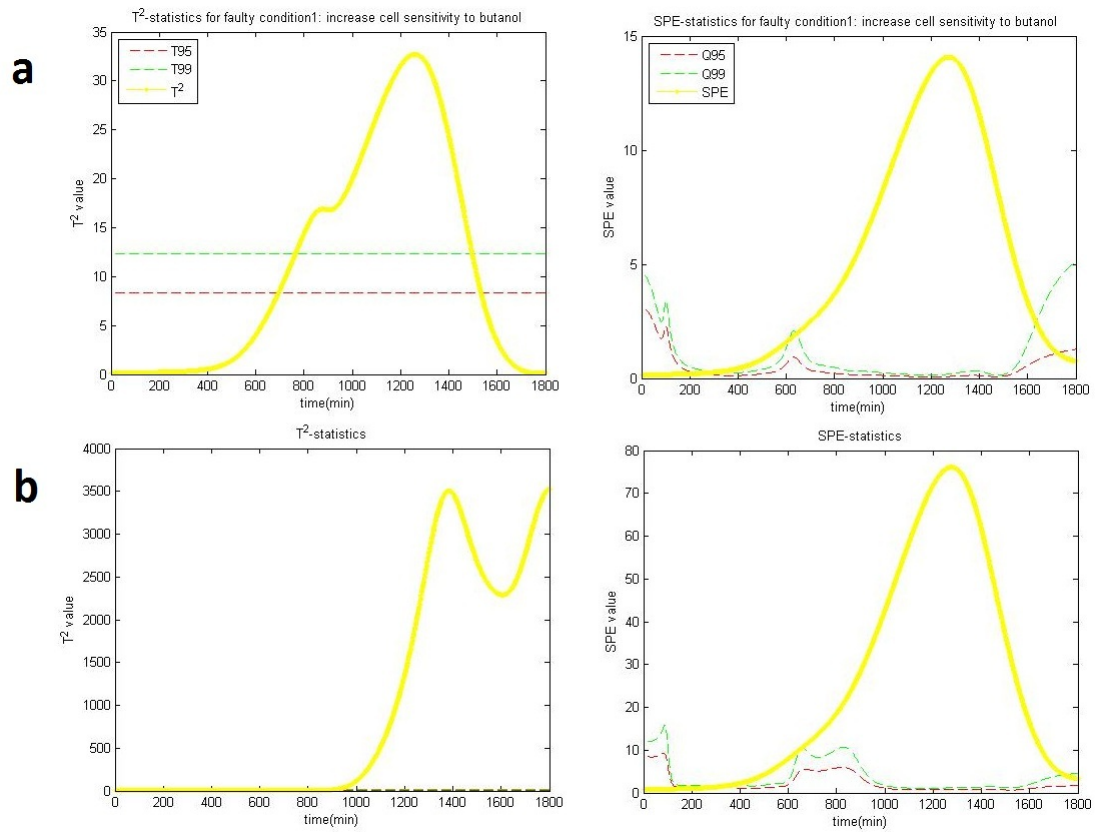 a
T²-statistics for faulty condition1: increase cell sensitivity to butanol
35
30
25
20
15
10
5
0
T² value
T95
T99
T²
0 200 400 600 800 1000 1200 1400 1600 1800
time(min)
SPE-statistics for faulty condition1: increase cell sensitivity to butanol
15
10
5
0
SPE value
Q95
Q99
SPE
0 200 400 600 800 1000 1200 1400 1600 1800
time(min)
b
T²-statistics
4000
3500
3000
2500
2000
1500
1000
500
0
T² value
0 200 400 600 800 1000 1200 1400 1600 1800
time(min)
SPE-statistics
80
70
60
50
40
30
20
10
0
SPE value
0 200 400 600 800 1000 1200 1400 1600 1800
time(min)